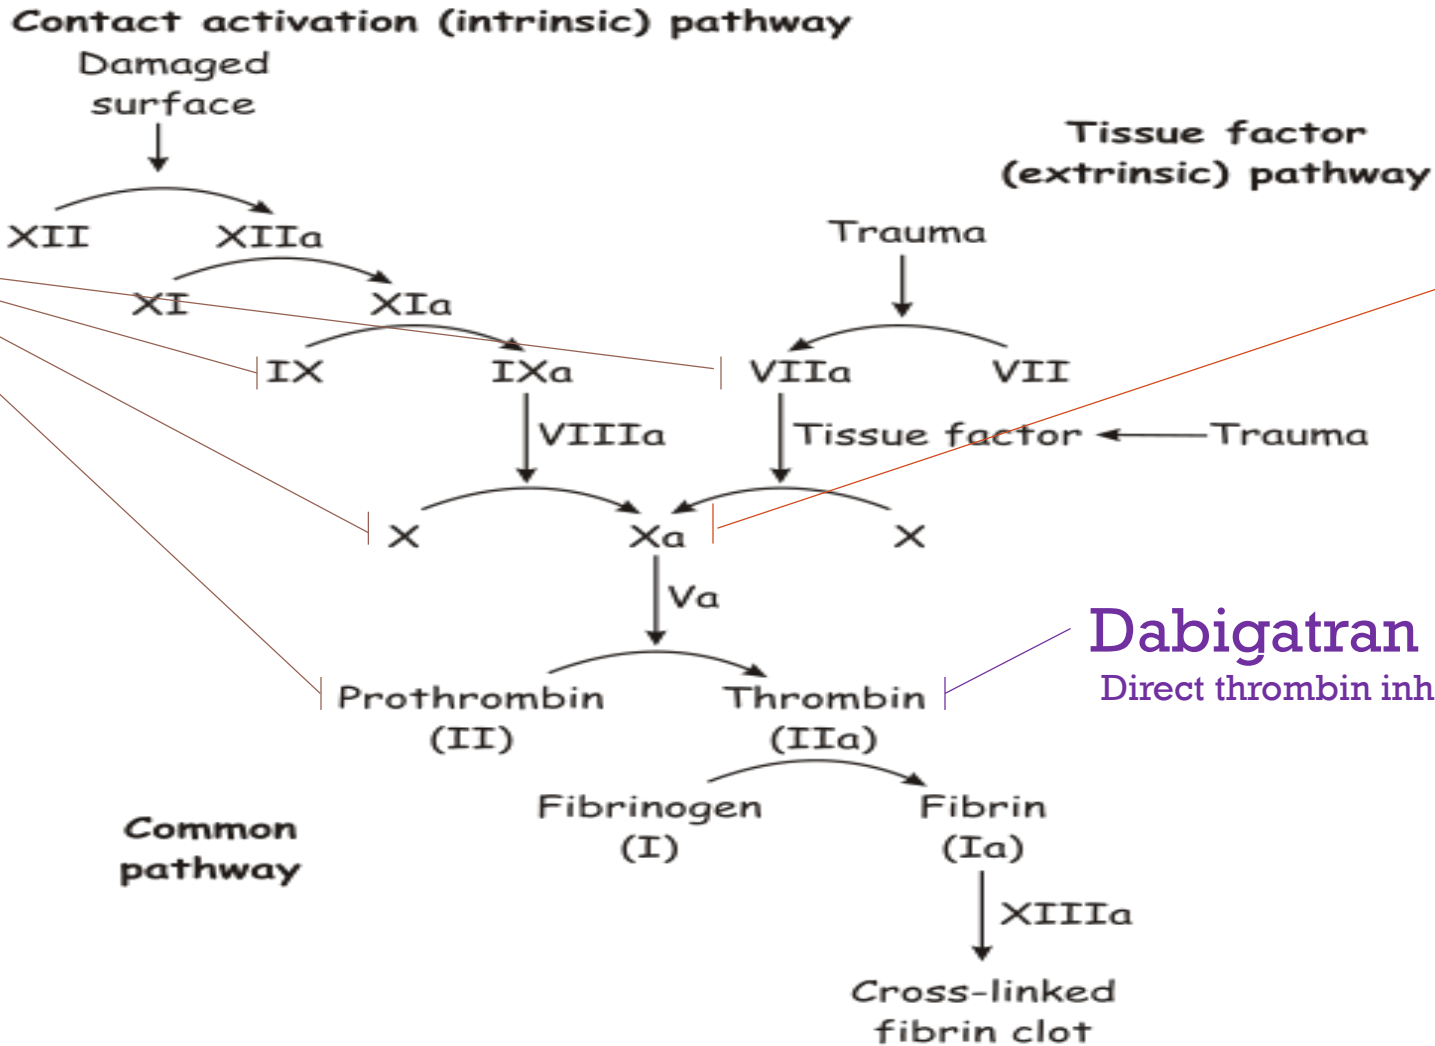 Contact activation (intrinsic) pathway
Damaged
surface
Tissue factor
(extrinsic) pathway
XII XIIa
Trauma
XI XIa
IX IXa VIIa VII
VIIIa Tissue factor Trauma
X Xa X
Va
Dabigatran
Direct thrombin inh
Prothrombin Thrombin
(II) (IIa)
Fibrinogen Fibrin
(I) (Ia)
Common
pathway
XIIIa
Cross-linked
fibrin clot